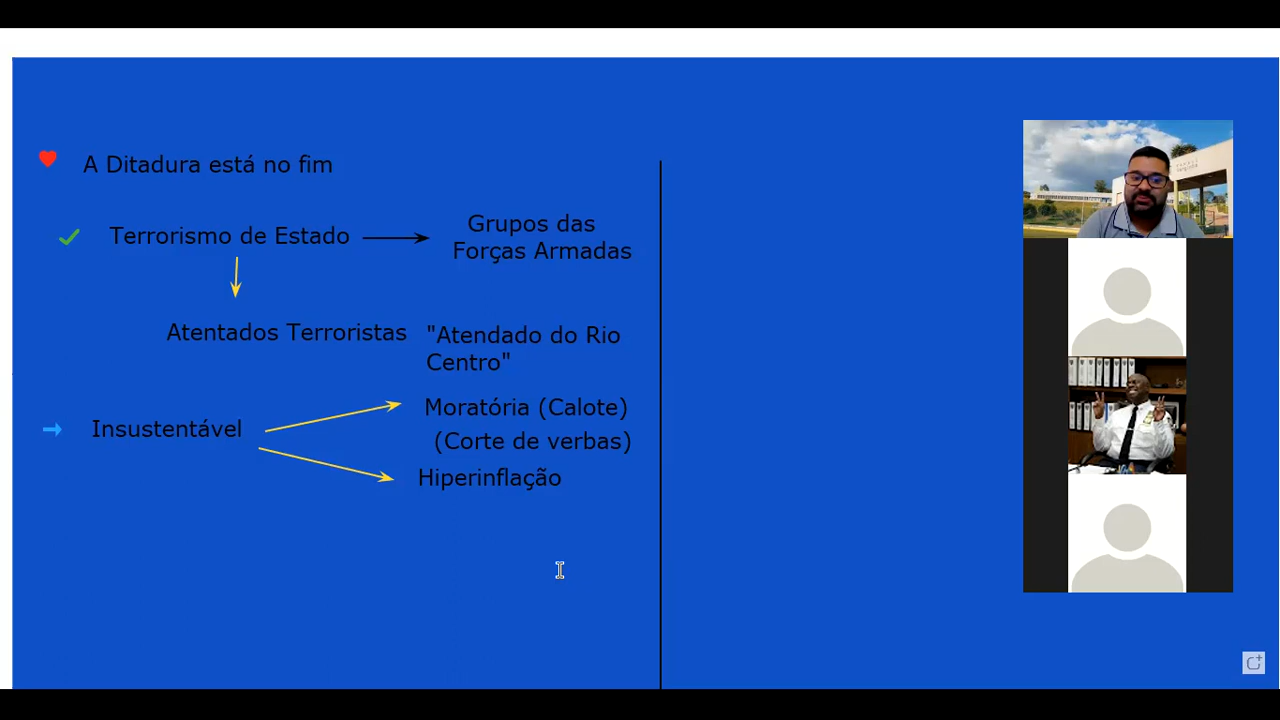 A Ditadura está no fim
Terrorismo de Estado
Grupos das
Forças Armadas
Atentados Terroristas
"Atendado do Rio
Centro"
Insustentável
Moratória (Calote)
(Corte de verbas)
Hiperinflação